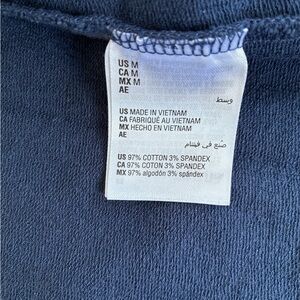 US M
CA M
MX M
AE
وسط
US MADE IN VIETNAM
CA FABRIQUÉ AU VIETNAM
MX HECHO EN VIETNAM
AE
صنع في فيتنام
US 97% COTTON 3% SPANDEX
CA 97% COTON 3% SPANDEX
MX 97% algodón 3% spándex